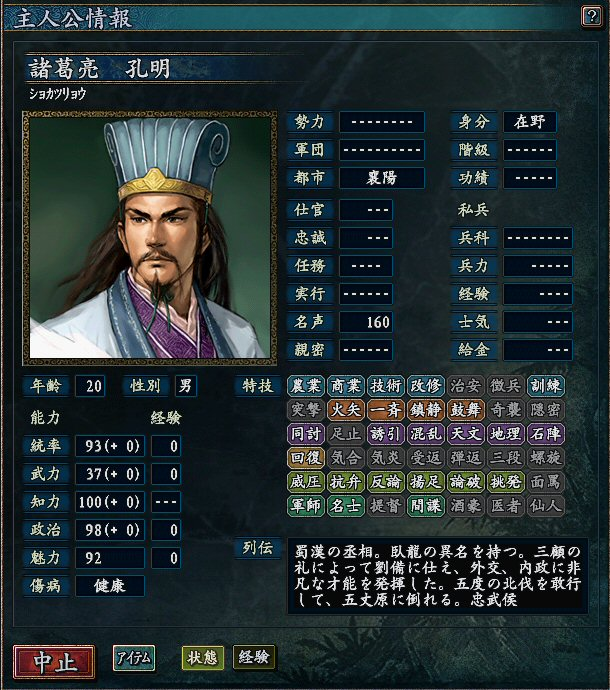 主人公情報 ?
諸葛亮 孔明
ショカツリョウ
勢力 -------- 身分 在野
軍団 ---------- 階級 ------
都市 襄陽 功績 -----
仕官 --- 私兵
忠誠 --- 兵科 --------
任務 ---- 兵力 -----
実行 ------ 経験 ----
名声 160 士気 ---
親密 ------ 給金 ----
年齢 20 性別 男 特技 農業 商業 技術 改修 治安 徴兵 訓練
突撃 火矢 一斉 鎮静 鼓舞 奇襲 隠密
能力 経験
統率 93(+ 0) 0 同討 足止 誘引 混乱 天文 地理 石陣
武力 37(+ 0) 0 回復 気合 気炎 受返 弾返 三段 螺旋
知力 100(+ 0) --- 威圧 抗弁 反論 揚足 論破 挑発 面罵
政治 98(+ 0) 0 軍師 名士 提督 間諜 酒豪 医者 仙人
魅力 92 0
傷病 健康
列伝
蜀漢の丞相。臥龍の異名を持つ。三顧の
礼によって劉備に仕え、外交、内政に非
凡な才能を発揮した。五度の北伐を敢行
して、五丈原に倒れる。忠武侯
中止 アイテム 状態 経験